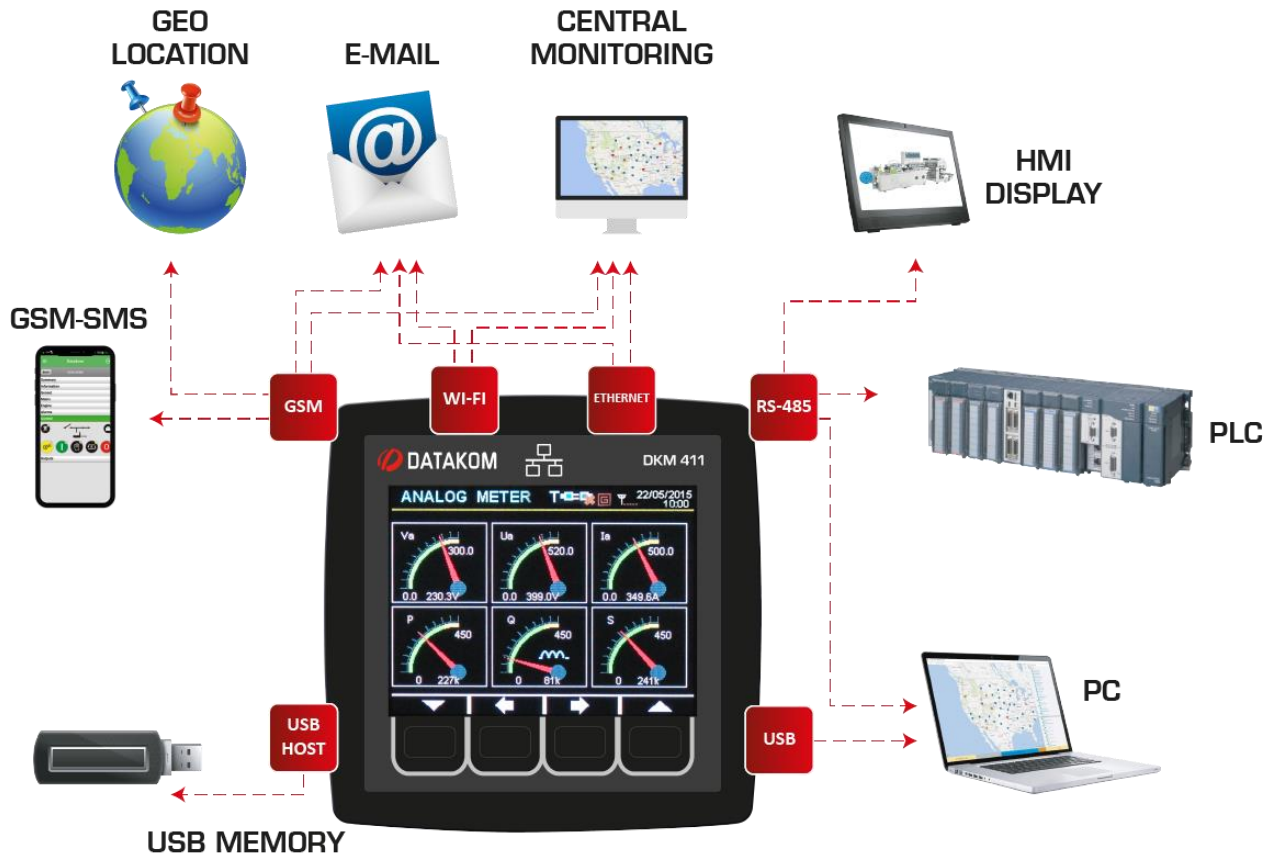 GEO
LOCATION
E-MAIL
CENTRAL
MONITORING
HMI
DISPLAY
GSM-SMS
GSM
WI-FI
ETHERNET
RS-485
PLC
DATAKOM
DKM 411
ANALOG METER
22/05/2015
10:00
Va
300.0
0.0 230.3V
Ua
520.0
0.0 399.0V
Ia
500.0
0.0 349.6A
P
450
0 227k
Q
450
0 81k
S
450
0 241k
USB
HOST
USB
PC
USB MEMORY